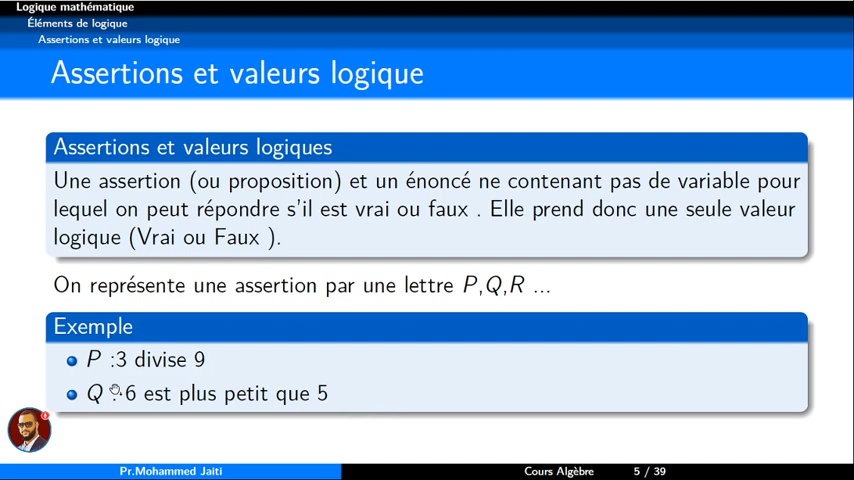 Logique mathématique
Éléments de logique
Assertions et valeurs logique
Assertions et valeurs logique
Assertions et valeurs logiques
Une assertion (ou proposition) et un énoncé ne contenant pas de variable pour
lequel on peut répondre s'il est vrai ou faux . Elle prend donc une seule valeur
logique (Vrai ou Faux ).
On représente une assertion par une lettre P,Q,R ...
Exemple
P :3 divise 9
Q : 6 est plus petit que 5
Pr.Mohammed Jaiti
Cours Algèbre 5 / 39